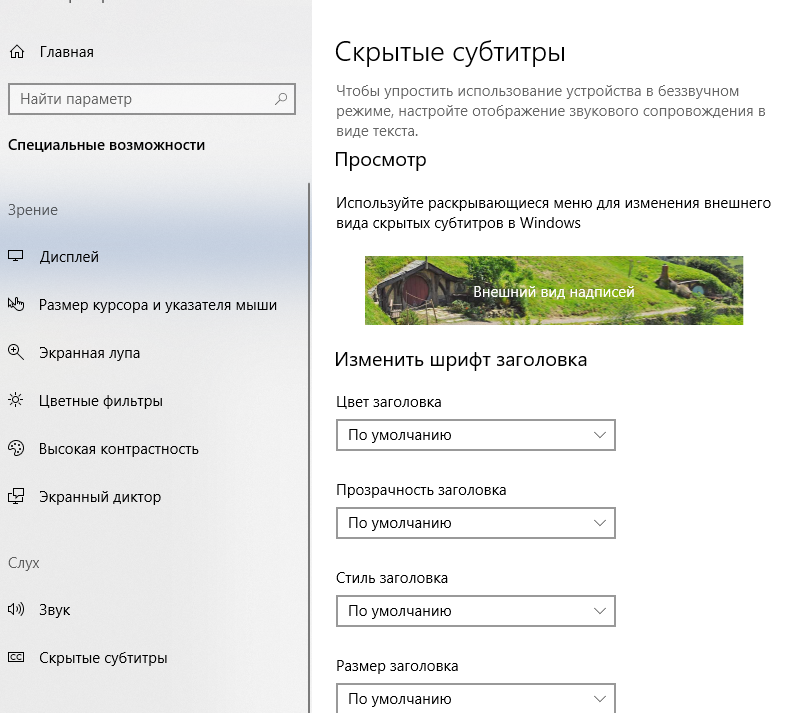 Главная
Найти параметр
Специальные возможности
Зрение
Дисплей
Размер курсора и указателя мыши
Экранная лупа
Цветные фильтры
Высокая контрастность
Экранный диктор
Слух
Звук
Скрытые субтитры
Скрытые субтитры
Чтобы упростить использование устройства в беззвучном
режиме, настройте отображение звукового сопровождения в
виде текста.
Просмотр
Используйте раскрывающиеся меню для изменения внешнего
вида скрытых субтитров в Windows
Внешний вид надписей
Изменить шрифт заголовка
Цвет заголовка
По умолчанию
Прозрачность заголовка
По умолчанию
Стиль заголовка
По умолчанию
Размер заголовка
По умолчанию